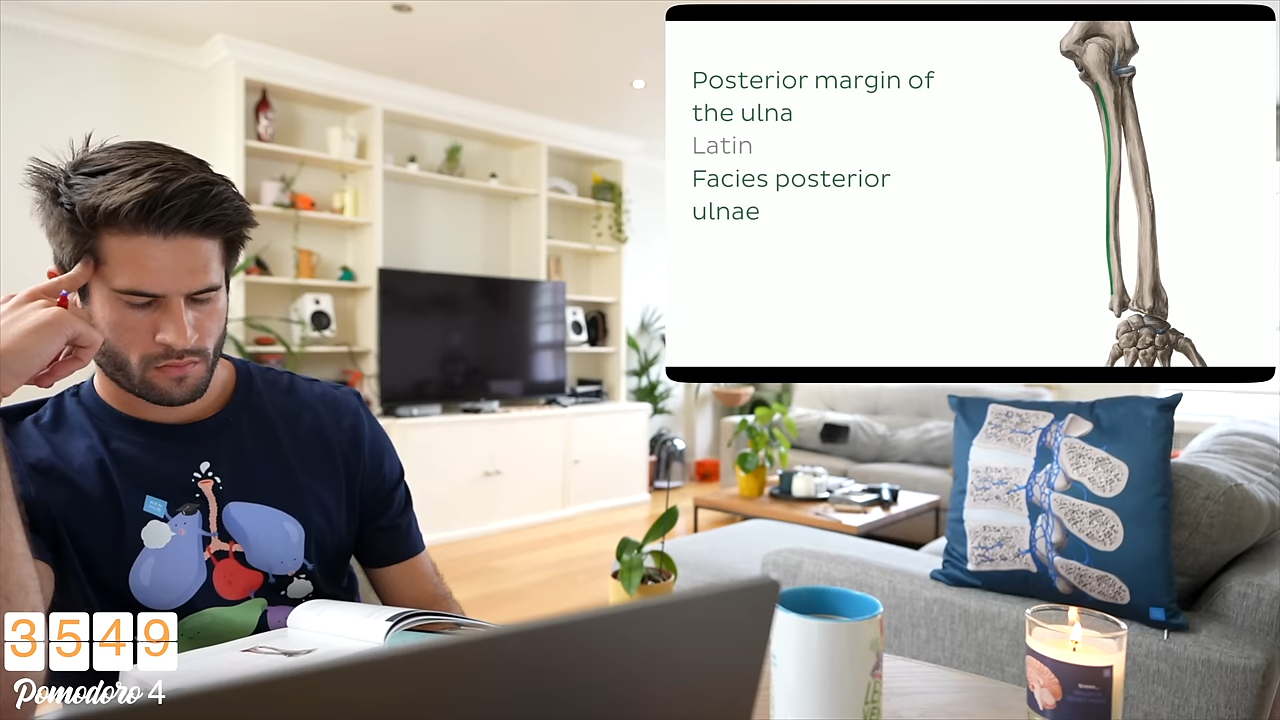 Posterior margin of
the ulna
Latin
Facies posterior
ulnae
3549
Pomodoro 4